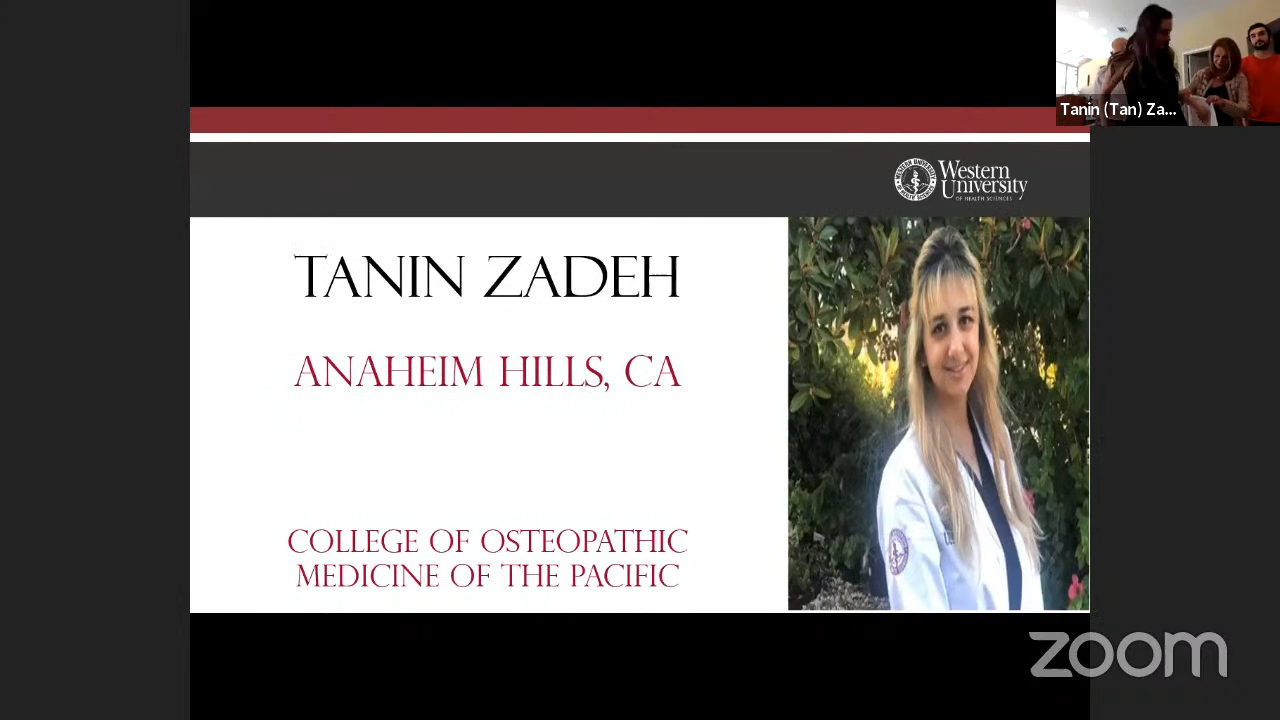 Tanin (Tan) Za...
Western
University
OF HEALTH SCIENCES
TANIN ZADEH
ANAHEIM HILLS, CA
COLLEGE OF OSTEOPATHIC
MEDICINE OF THE PACIFIC
zoom